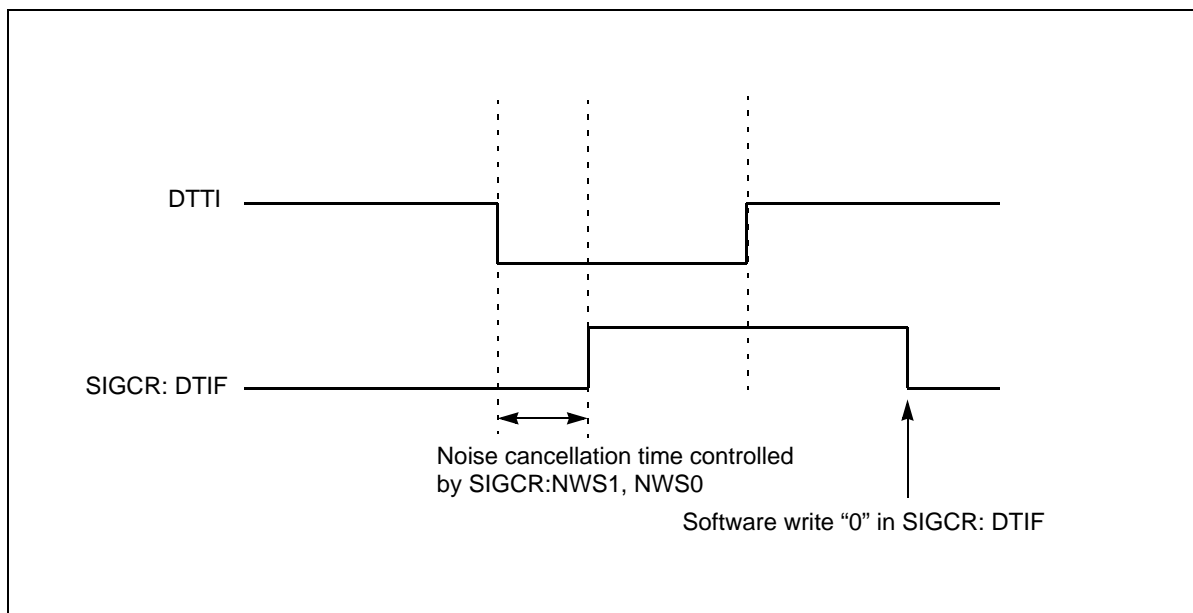 DTTI
SIGCR: DTIF
Noise cancellation time controlled
by SIGCR:NWS1, NWS0
Software write “0” in SIGCR: DTIF